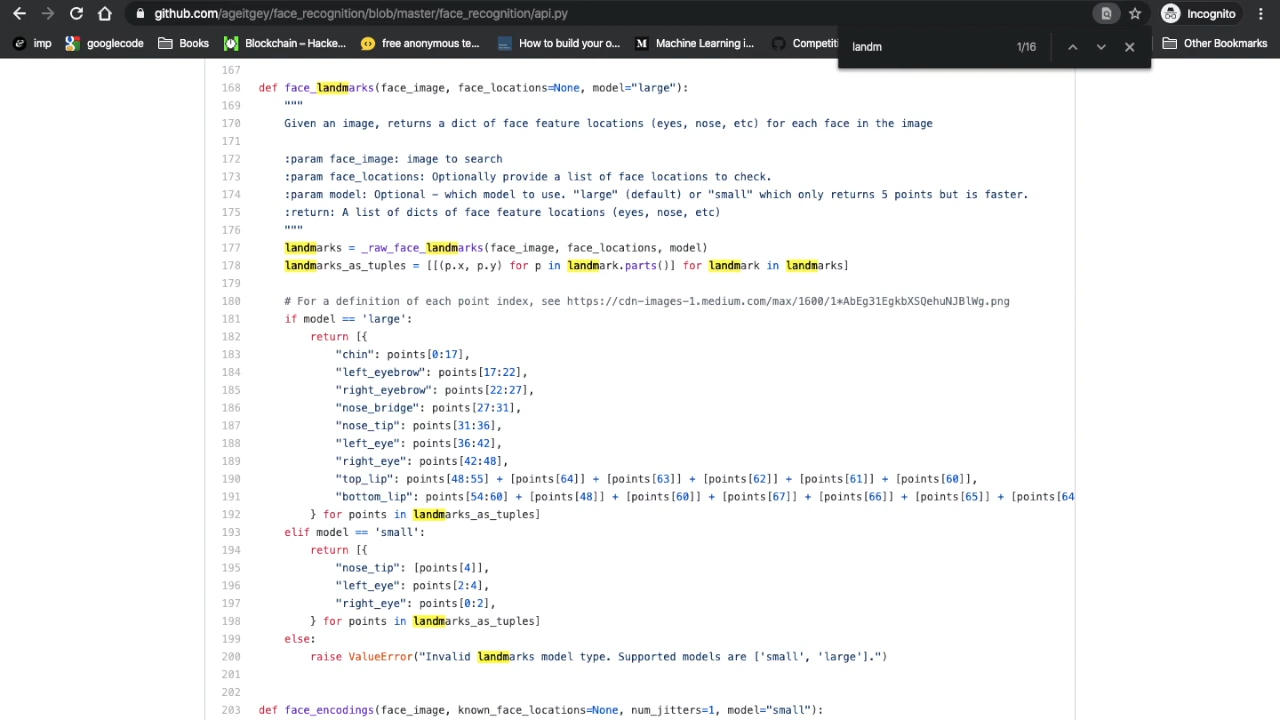 github.com/ageitgey/face_recognition/blob/master/face_recognition/api.py
Incognito
imp
googlecode
Books
Blockchain – Hacke...
free anonymous te...
How to build your o...
Machine Learning i...
Competiti
Other Bookmarks
landm
1/16
167
168 def face_landmarks(face_image, face_locations=None, model="large"):
169 """
170 Given an image, returns a dict of face feature locations (eyes, nose, etc) for each face in the image
171
172 :param face_image: image to search
173 :param face_locations: Optionally provide a list of face locations to check.
174 :param model: Optional - which model to use. "large" (default) or "small" which only returns 5 points but is faster.
175 :return: A list of dicts of face feature locations (eyes, nose, etc)
176 """
177 landmarks = _raw_face_landmarks(face_image, face_locations, model)
178 landmarks_as_tuples = [[(p.x, p.y) for p in landmark.parts()] for landmark in landmarks]
179
180 # For a definition of each point index, see https://cdn-images-1.medium.com/max/1600/1*AbEg31EgkbXSQehuNJBlWg.png
181 if model == 'large':
182 return [{
183 "chin": points[0:17],
184 "left_eyebrow": points[17:22],
185 "right_eyebrow": points[22:27],
186 "nose_bridge": points[27:31],
187 "nose_tip": points[31:36],
188 "left_eye": points[36:42],
189 "right_eye": points[42:48],
190 "top_lip": points[48:55] + [points[64]] + [points[63]] + [points[62]] + [points[61]] + [points[60]],
191 "bottom_lip": points[54:60] + [points[48]] + [points[60]] + [points[67]] + [points[66]] + [points[65]] + [points[64
192 } for points in landmarks_as_tuples]
193 elif model == 'small':
194 return [{
195 "nose_tip": [points[4]],
196 "left_eye": points[2:4],
197 "right_eye": points[0:2],
198 } for points in landmarks_as_tuples]
199 else:
200 raise ValueError("Invalid landmarks model type. Supported models are ['small', 'large'].")
201
202
203 def face_encodings(face_image, known_face_locations=None, num_jitters=1, model="small"):